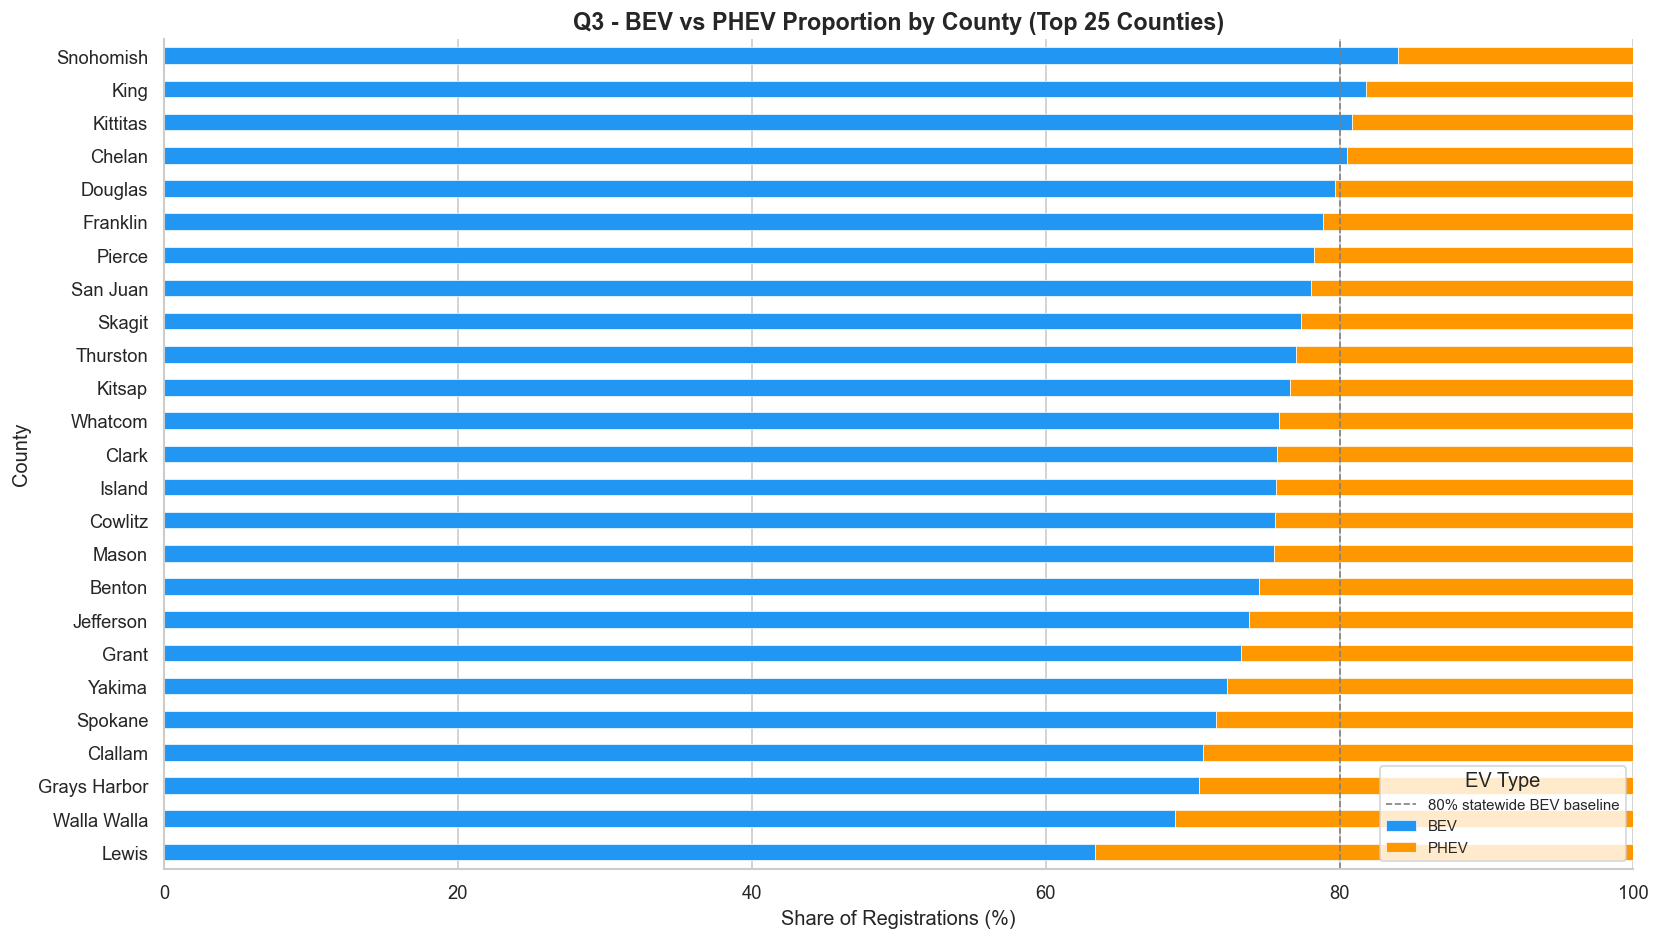 Q3 - BEV vs PHEV Proportion by County (Top 25 Counties)
County
Snohomish
King
Kittitas
Chelan
Douglas
Franklin
Pierce
San Juan
Skagit
Thurston
Kitsap
Whatcom
Clark
Island
Cowlitz
Mason
Benton
Jefferson
Grant
Yakima
Spokane
Clallam
Grays Harbor
Walla Walla
Lewis
EV Type
80% statewide BEV baseline
BEV
PHEV
0 20 40 60 80 100
Share of Registrations (%)